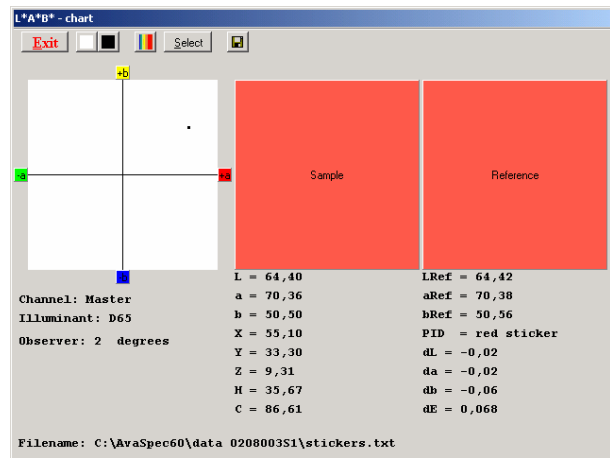 L*A*B* - chart
Exit Select
+b
-a +a
Sample Reference
-b
L = 64,40 LRef = 64,42
a = 70,36 aRef = 70,38
b = 50,50 bRef = 50,56
X = 55,10 PID = red sticker
Y = 33,30 dL = -0,02
Z = 9,31 da = -0,02
H = 35,67 db = -0,06
C = 86,61 dE = 0,068
Channel: Master
Illuminant: D65
Observer: 2 degrees
Filename: C:\AvaSpec60\data 0208003S1\stickers.txt